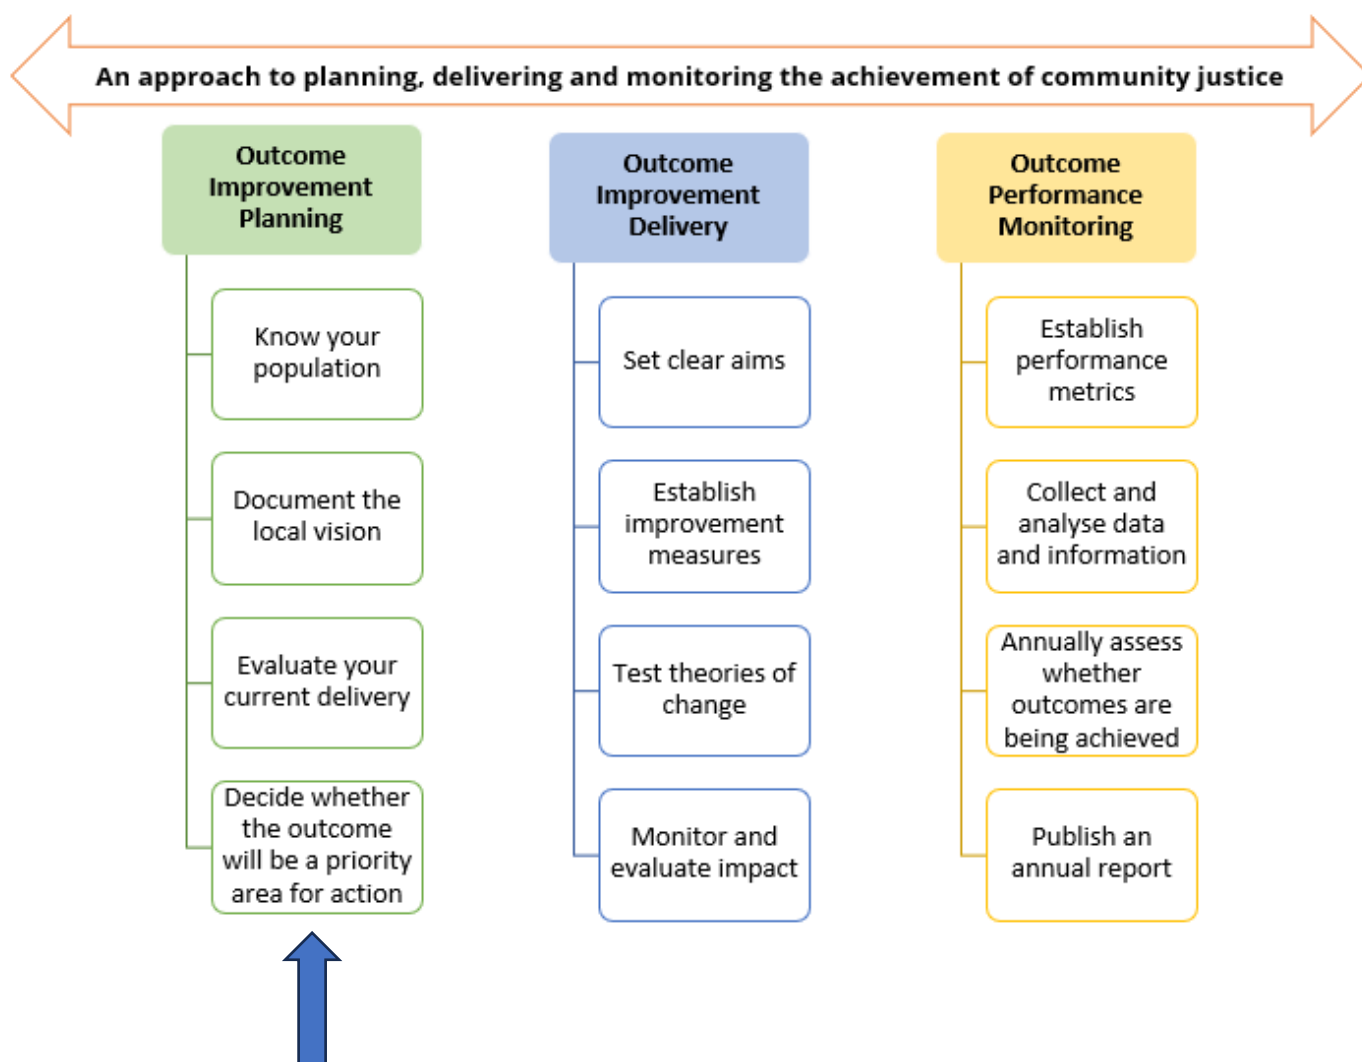 An approach to planning, delivering and monitoring the achievement of community justice
Outcome
Improvement
Planning
Know your
population
Document the
local vision
Evaluate your
current delivery
Decide whether
the outcome
will be a priority
area for action
Outcome
Improvement
Delivery
Set clear aims
Establish
improvement
measures
Test theories of
change
Monitor and
evaluate impact
Outcome
Performance
Monitoring
Establish
performance
metrics
Collect and
analyse data
and information
Annually assess
whether
outcomes are
being achieved
Publish an
annual report